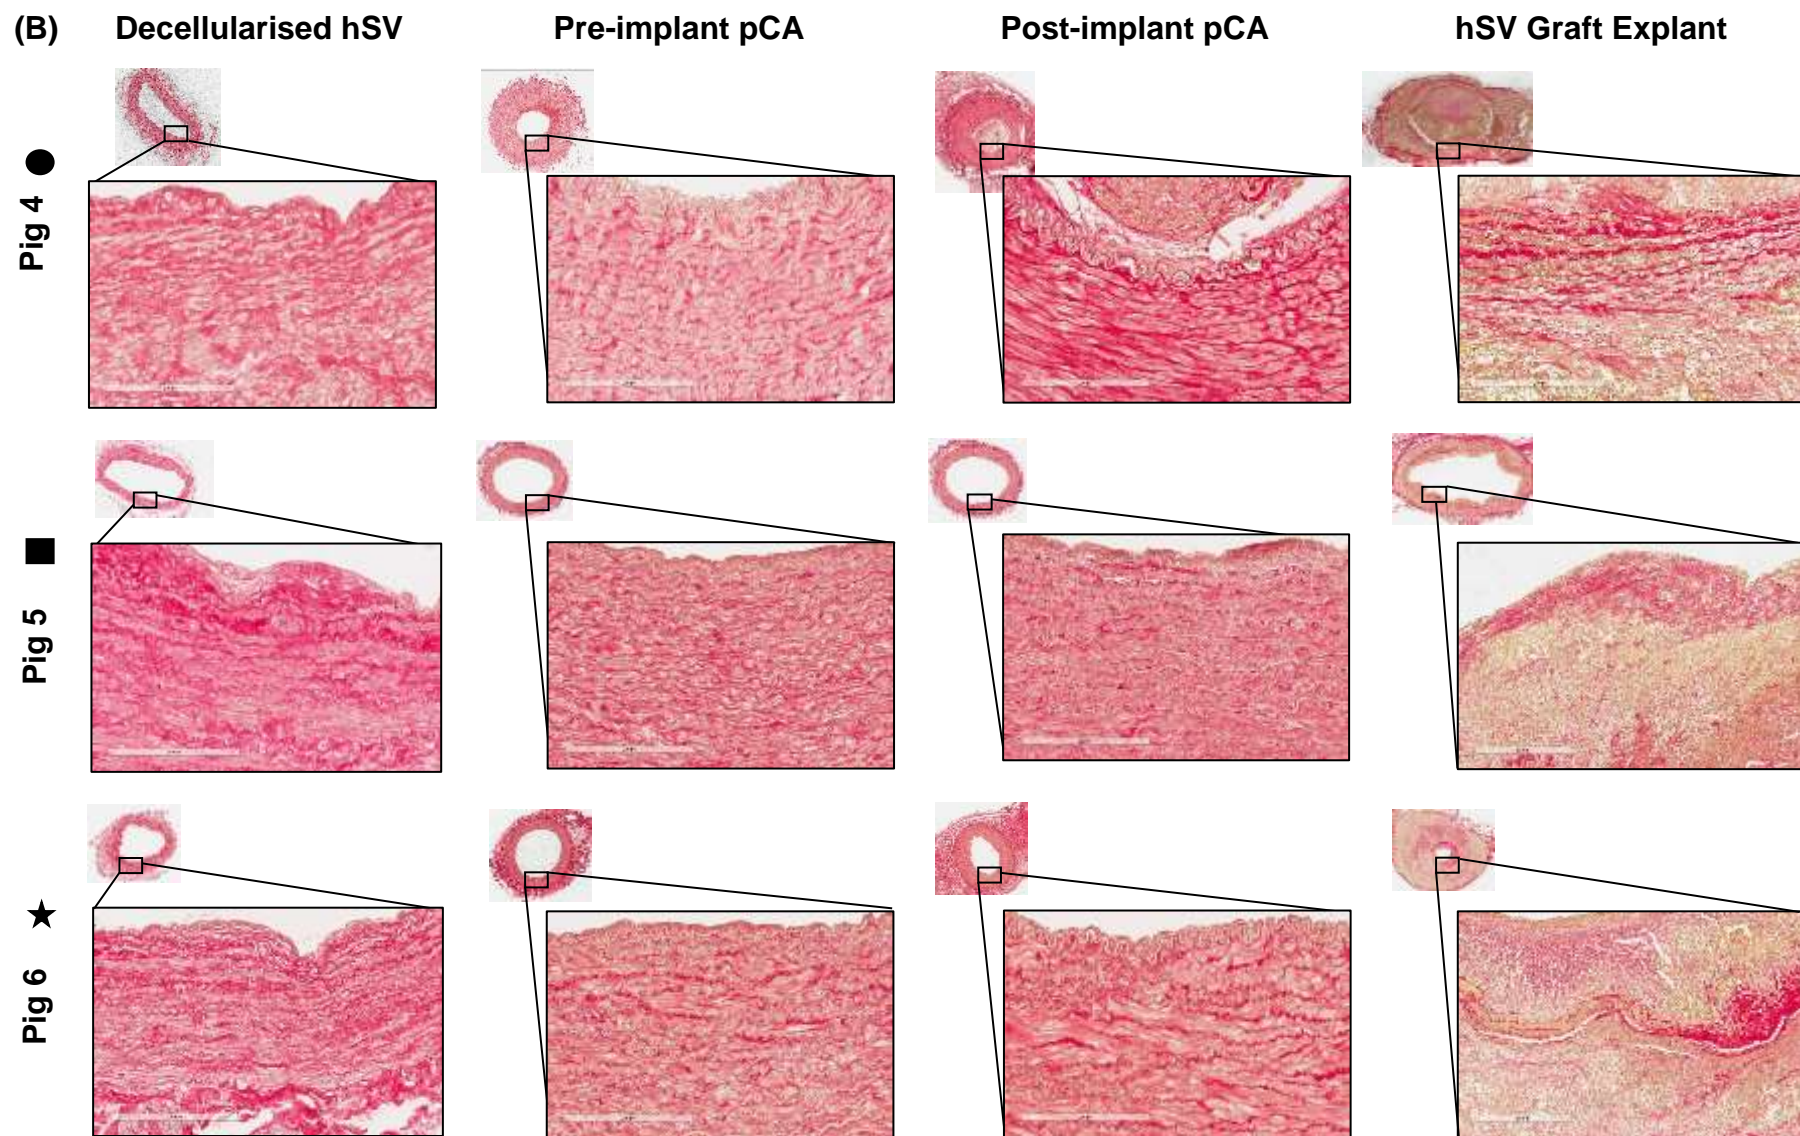 (B) Decellularised hSV Pre-implant pCA Post-implant pCA hSV Graft Explant
Pig 4 ●
Pig 5 ■
Pig 6 ★